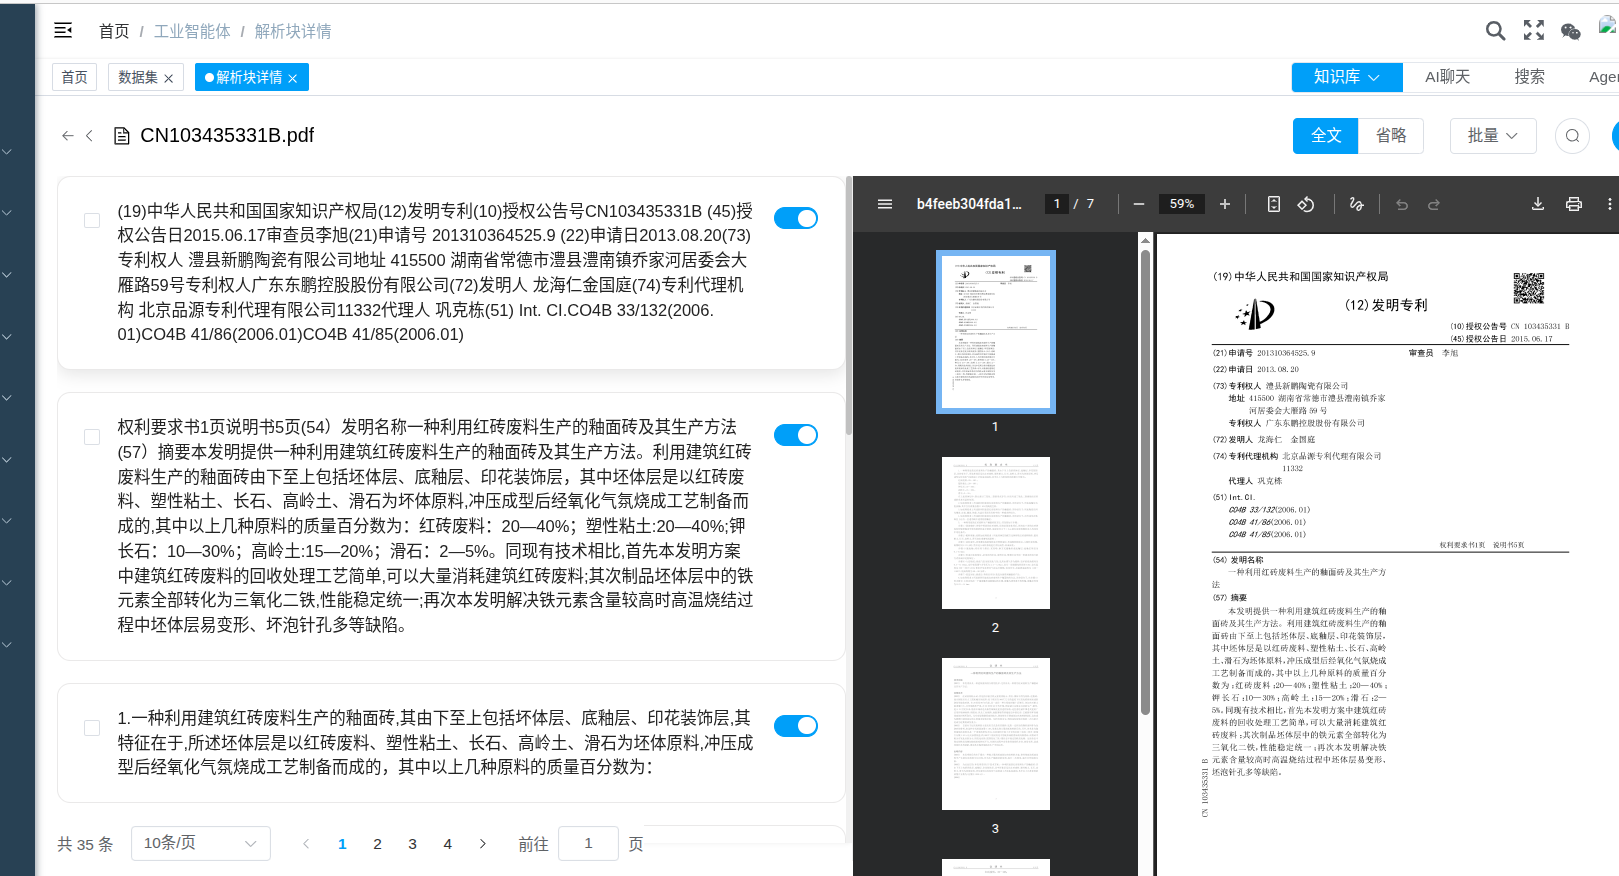 首页 / 工业智能体 / 解析块详情
首页 数据集 × 解析块详情 ×
知识库 AI聊天 搜索
CN103435331B.pdf
全文 省略 批量
(19)中华人民共和国国家知识产权局(12)发明专利(10)授权公告号CN103435331B (45)授
权公告日2015.06.17审查员李旭(21)申请号 201310364525.9 (22)申请日2013.08.20(73)
专利权人 澧县新鹏陶瓷有限公司地址 415500 湖南省常德市澧县澧南镇乔家河居委会大
雁路59号专利权人广东东鹏控股股份有限公司(72)发明人 龙海仁金国庭(74)专利代理机
构 北京品源专利代理有限公司11332代理人 巩克栋(51) Int. CI.CO4B 33/132(2006.
01)CO4B 41/86(2006.01)CO4B 41/85(2006.01)
权利要求书1页说明书5页(54）发明名称一种利用红砖废料生产的釉面砖及其生产方法
(57）摘要本发明提供一种利用建筑红砖废料生产的釉面砖及其生产方法。利用建筑红砖
废料生产的釉面砖由下至上包括坯体层、底釉层、印花装饰层，其中坯体层是以红砖废
料、塑性粘土、长石、高岭土、滑石为坏体原料,冲压成型后经氧化气氛烧成工艺制备而
成的,其中以上几种原料的质量百分数为：红砖废料：20—40%；塑性粘土:20—40%;钾
长石：10—30%；高岭土:15—20%；滑石：2—5%。同现有技术相比,首先本发明方案
中建筑红砖废料的回收处理工艺简单,可以大量消耗建筑红砖废料;其次制品坯体层中的铁
元素全部转化为三氧化二铁,性能稳定统一;再次本发明解决铁元素含量较高时高温烧结过
程中坯体层易变形、坏泡针孔多等缺陷。
1.一种利用建筑红砖废料生产的釉面砖,其由下至上包括坯体层、底釉层、印花装饰层,其
特征在于,所述坯体层是以红砖废料、塑性粘土、长石、高岭土、滑石为坯体原料,冲压成
型后经氧化气氛烧成工艺制备而成的，其中以上几种原料的质量百分数为：
共 35 条 10条/页 1 2 3 4 前往 1 页
b4feeb304fda1... 1 / 7 59%
1
2
3
(19)中华人民共和国国家知识产权局
(12)发明专利
(10)授权公告号 CN 103435331 B
(45)授权公告日 2015.06.17
(21)申请号 201310364525.9 审查员 李旭
(22)申请日 2013.08.20
(73)专利权人 澧县新鹏陶瓷有限公司
地址 415500 湖南省常德市澧县澧南镇乔家
河居委会大雁路 59 号
专利权人 广东东鹏控股股份有限公司
(72)发明人 龙海仁 金国庭
(74)专利代理机构 北京品源专利代理有限公司
11332
代理人 巩克栋
(51)Int.CI.
C04B 33/132(2006.01)
C04B 41/86(2006.01)
C04B 41/85(2006.01)
权利要求书1页 说明书5页
(54)发明名称
一种利用红砖废料生产的釉面砖及其生产方
法
(57)摘要
本发明提供一种利用建筑红砖废料生产的釉
面砖及其生产方法。利用建筑红砖废料生产的釉
面砖由下至上包括坯体层、底釉层、印花装饰层,
其中坯体层是以红砖废料、塑性粘土、长石、高岭
土、滑石为坯体原料,冲压成型后经氧化气氛烧成
工艺制备而成的,其中以上几种原料的质量百分
数为:红砖废料:20—40%;塑性粘土:20—40%;
钾长石:10—30%;高岭土:15—20%;滑石:2—
5%。同现有技术相比,首先本发明方案中建筑红砖
废料的回收处理工艺简单,可以大量消耗建筑红
砖废料;其次制品坯体层中的铁元素全部转化为
三氧化二铁,性能稳定统一;再次本发明解决铁
元素含量较高时高温烧结过程中坯体层易变形、
坯泡针孔多等缺陷。
CN 103435331 B